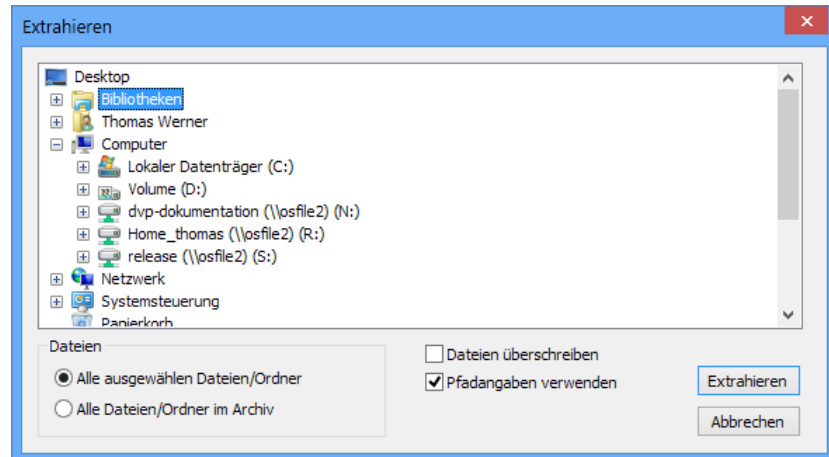 Extrahieren
Desktop
Bibliotheken
Thomas Werner
Computer
Lokaler Datenträger (C:)
Volume (D:)
dvp-dokumentation (\\osfile2) (N:)
Home_thomas (\\osfile2) (R:)
release (\\osfile2) (S:)
Netzwerk
Systemsteuerung
Papierkorb
Dateien
Alle ausgewählen Dateien/Ordner
Alle Dateien/Ordner im Archiv
Dateien überschreiben
Pfadangaben verwenden
Extrahieren
Abbrechen